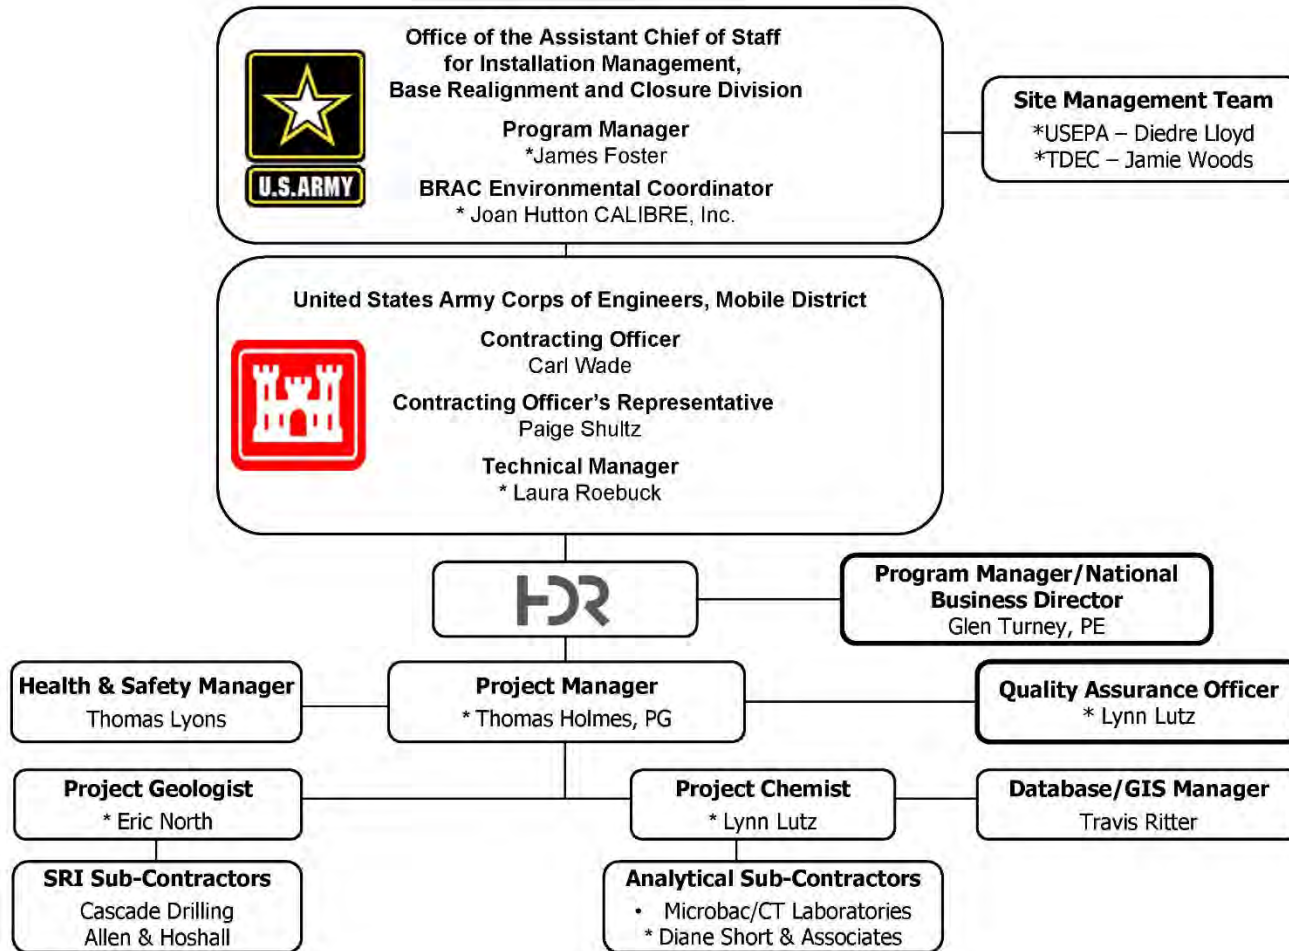 Office of the Assistant Chief of Staff
for Installation Management,
Base Realignment and Closure Division
Program Manager
*James Foster
BRAC Environmental Coordinator
* Joan Hutton CALIBRE, Inc.
U.S.ARMY
Site Management Team
*USEPA – Diedre Lloyd
*TDEC – Jamie Woods
United States Army Corps of Engineers, Mobile District
Contracting Officer
Carl Wade
Contracting Officer's Representative
Paige Shultz
Technical Manager
* Laura Roebuck
HDR
Program Manager/National
Business Director
Glen Turney, PE
Health & Safety Manager
Thomas Lyons
Project Manager
* Thomas Holmes, PG
Quality Assurance Officer
* Lynn Lutz
Project Geologist
* Eric North
Project Chemist
* Lynn Lutz
Database/GIS Manager
Travis Ritter
SRI Sub-Contractors
Cascade Drilling
Allen & Hoshall
Analytical Sub-Contractors
• Microbac/CT Laboratories
* Diane Short & Associates